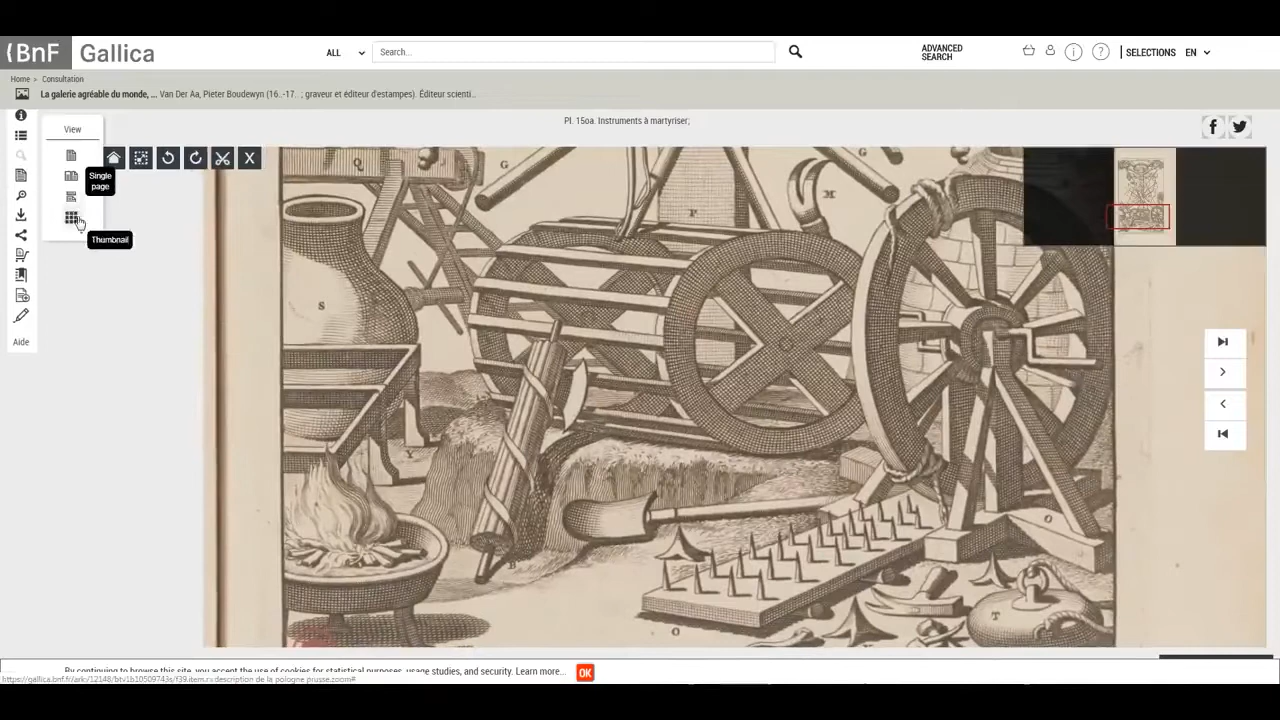 BnF Gallica
ALL
Search...
ADVANCED
SEARCH
SELECTIONS
EN
Home > Consultation
La galerie agréable du monde, ... Van Der Aa, Pieter Boudewyn (16..-17.. ; graveur et éditeur d'estampes). Éditeur scienti...
View
Pl. 150a. Instruments à martyriser;
Single
page
Thumbnail
Aide
Q
J
G
G
P
M
S
Y
B
O
O
T
By continuing to browse this site, you accept the use of cookies for statistical purposes, usage studies, and security. Learn more...
OK